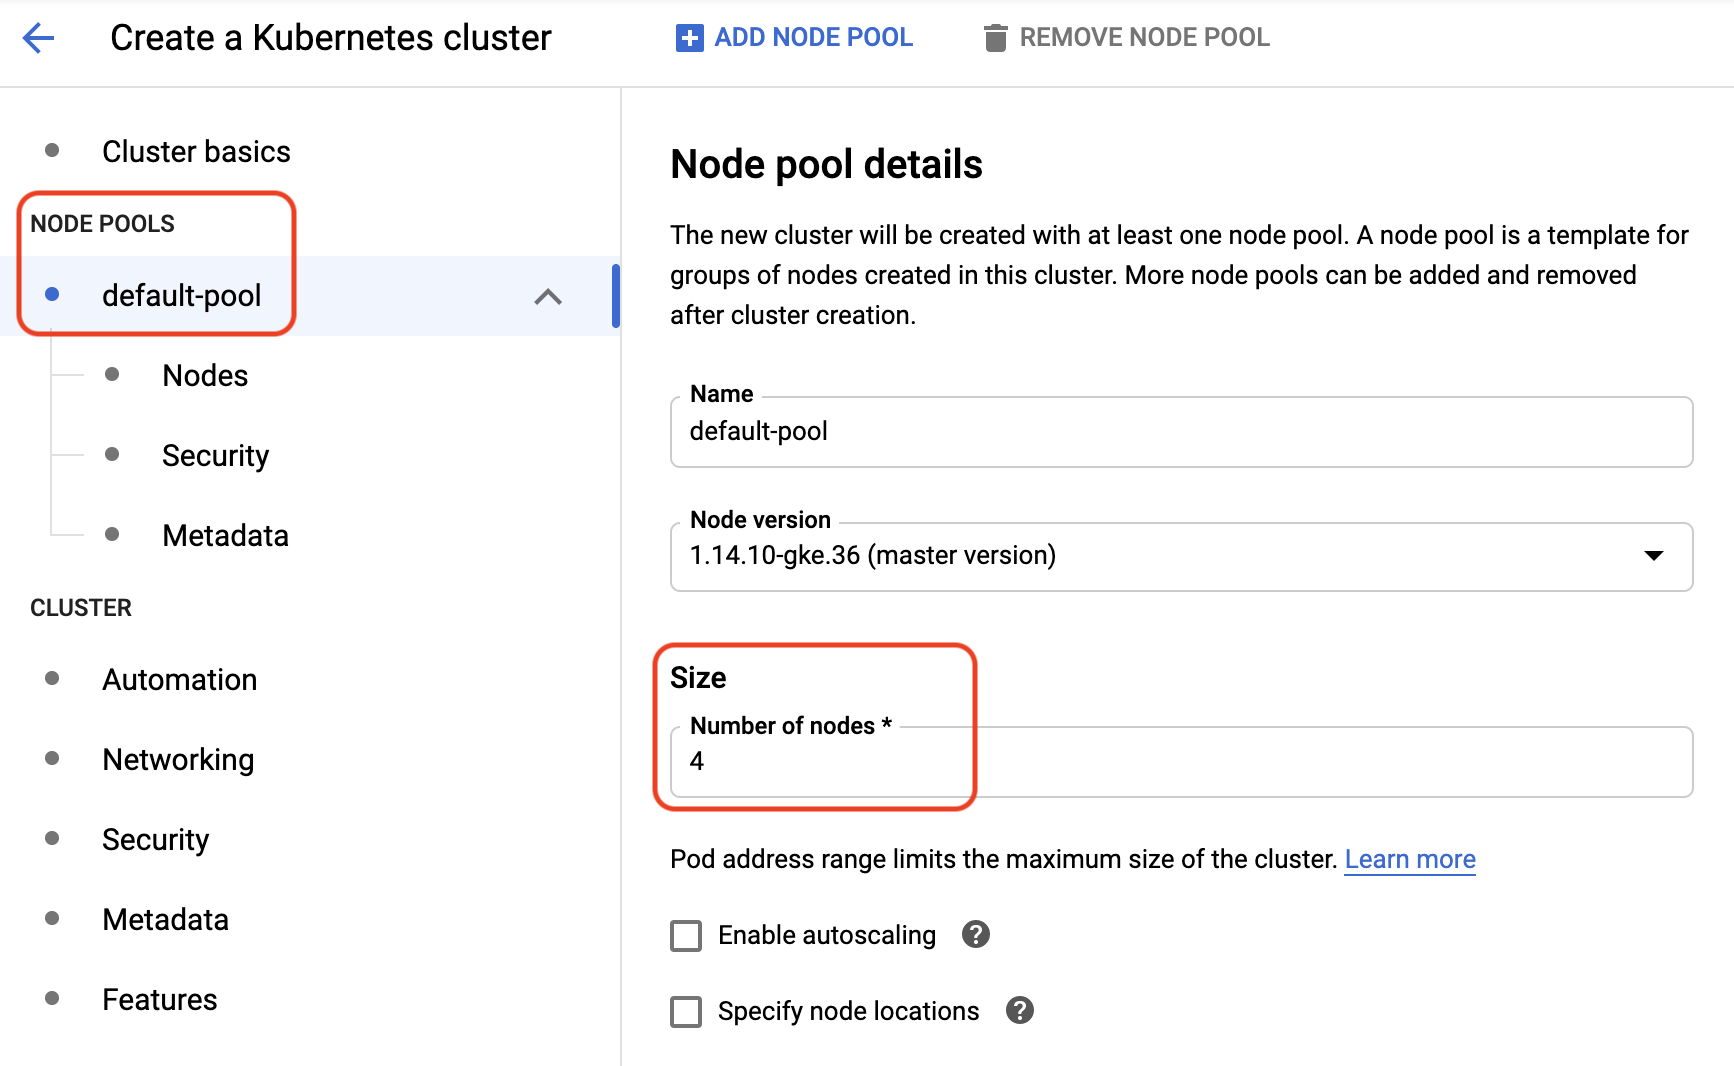 Create a Kubernetes cluster
ADD NODE POOL
REMOVE NODE POOL
Cluster basics
NODE POOLS
default-pool
Nodes
Security
Metadata
CLUSTER
Automation
Networking
Security
Metadata
Features
Node pool details
The new cluster will be created with at least one node pool. A node pool is a template for
groups of nodes created in this cluster. More node pools can be added and removed
after cluster creation.
Name
default-pool
Node version
1.14.10-gke.36 (master version)
Size
Number of nodes *
4
Pod address range limits the maximum size of the cluster. Learn more
Enable autoscaling ?
Specify node locations ?